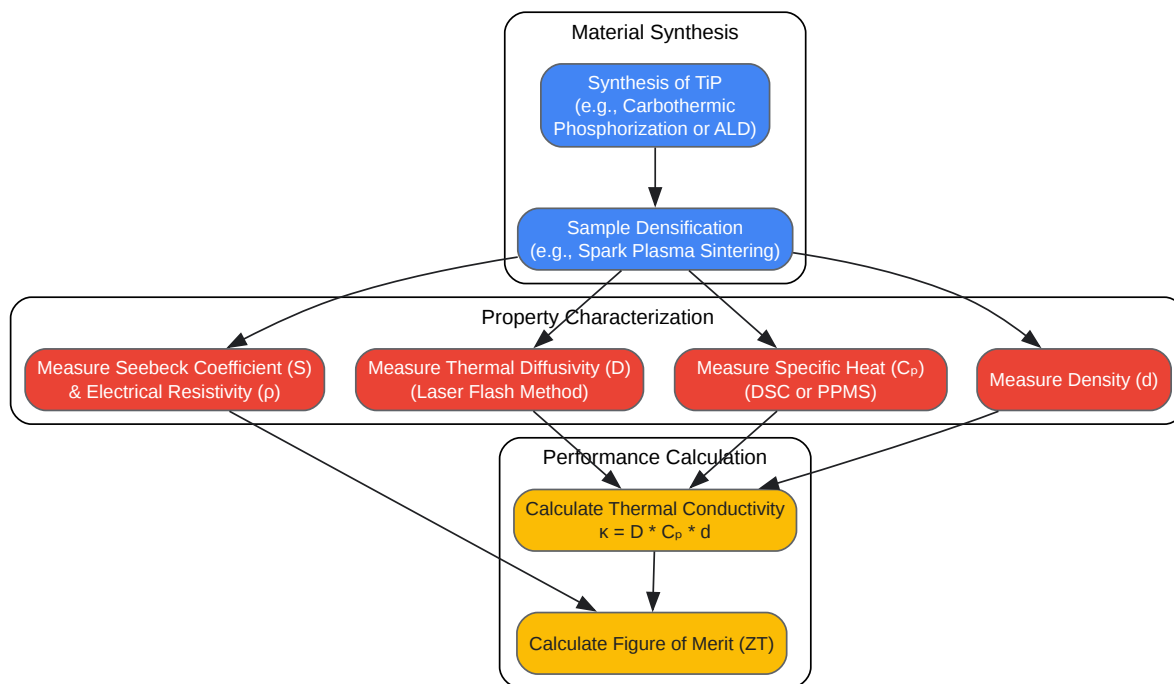 Material Synthesis
Synthesis of TiP
(e.g., Carbothermic
Phosphorization or ALD)
Sample Densification
(e.g., Spark Plasma Sintering)
Property Characterization
Measure Seebeck Coefficient (S)
& Electrical Resistivity (ρ)
Measure Thermal Diffusivity (D)
(Laser Flash Method)
Measure Specific Heat (Cₚ)
(DSC or PPMS)
Measure Density (d)
Performance Calculation
Calculate Thermal Conductivity
κ = D * Cₚ * d
Calculate Figure of Merit (ZT)